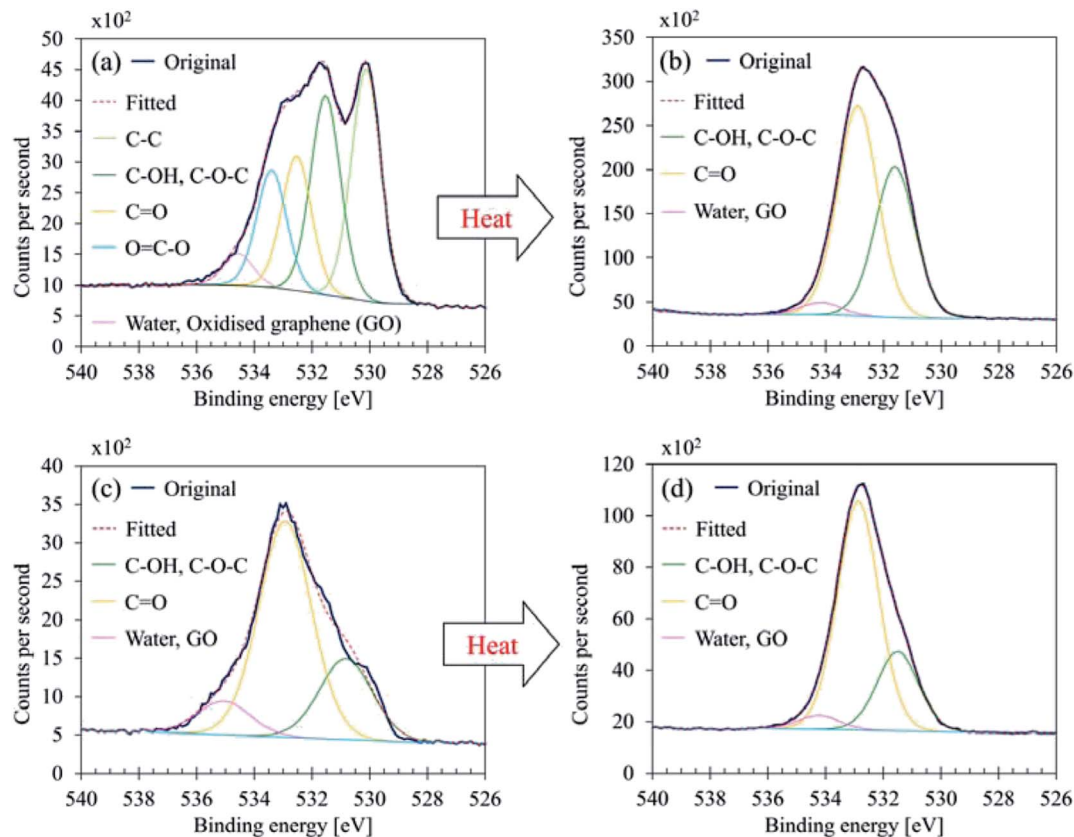 x10²
50
45
40
35
30
25
20
15
10
5
0
(a)
Original
Fitted
C-C
C-OH, C-O-C
C=O
O=C-O
Water, Oxidised graphene (GO)
540 538 536 534 532 530 528 526
Binding energy [eV]
Counts per second
Heat
x10²
350
300
250
200
150
100
50
0
(b)
Original
Fitted
C-OH, C-O-C
C=O
Water, GO
540 538 536 534 532 530 528 526
Binding energy [eV]
Counts per second
x10²
40
35
30
25
20
15
10
5
0
(c)
Original
Fitted
C-OH, C-O-C
C=O
Water, GO
540 538 536 534 532 530 528 526
Binding energy [eV]
Counts per second
Heat
x10²
120
100
80
60
40
20
0
(d)
Original
Fitted
C-OH, C-O-C
C=O
Water, GO
540 538 536 534 532 530 528 526
Binding energy [eV]
Counts per second